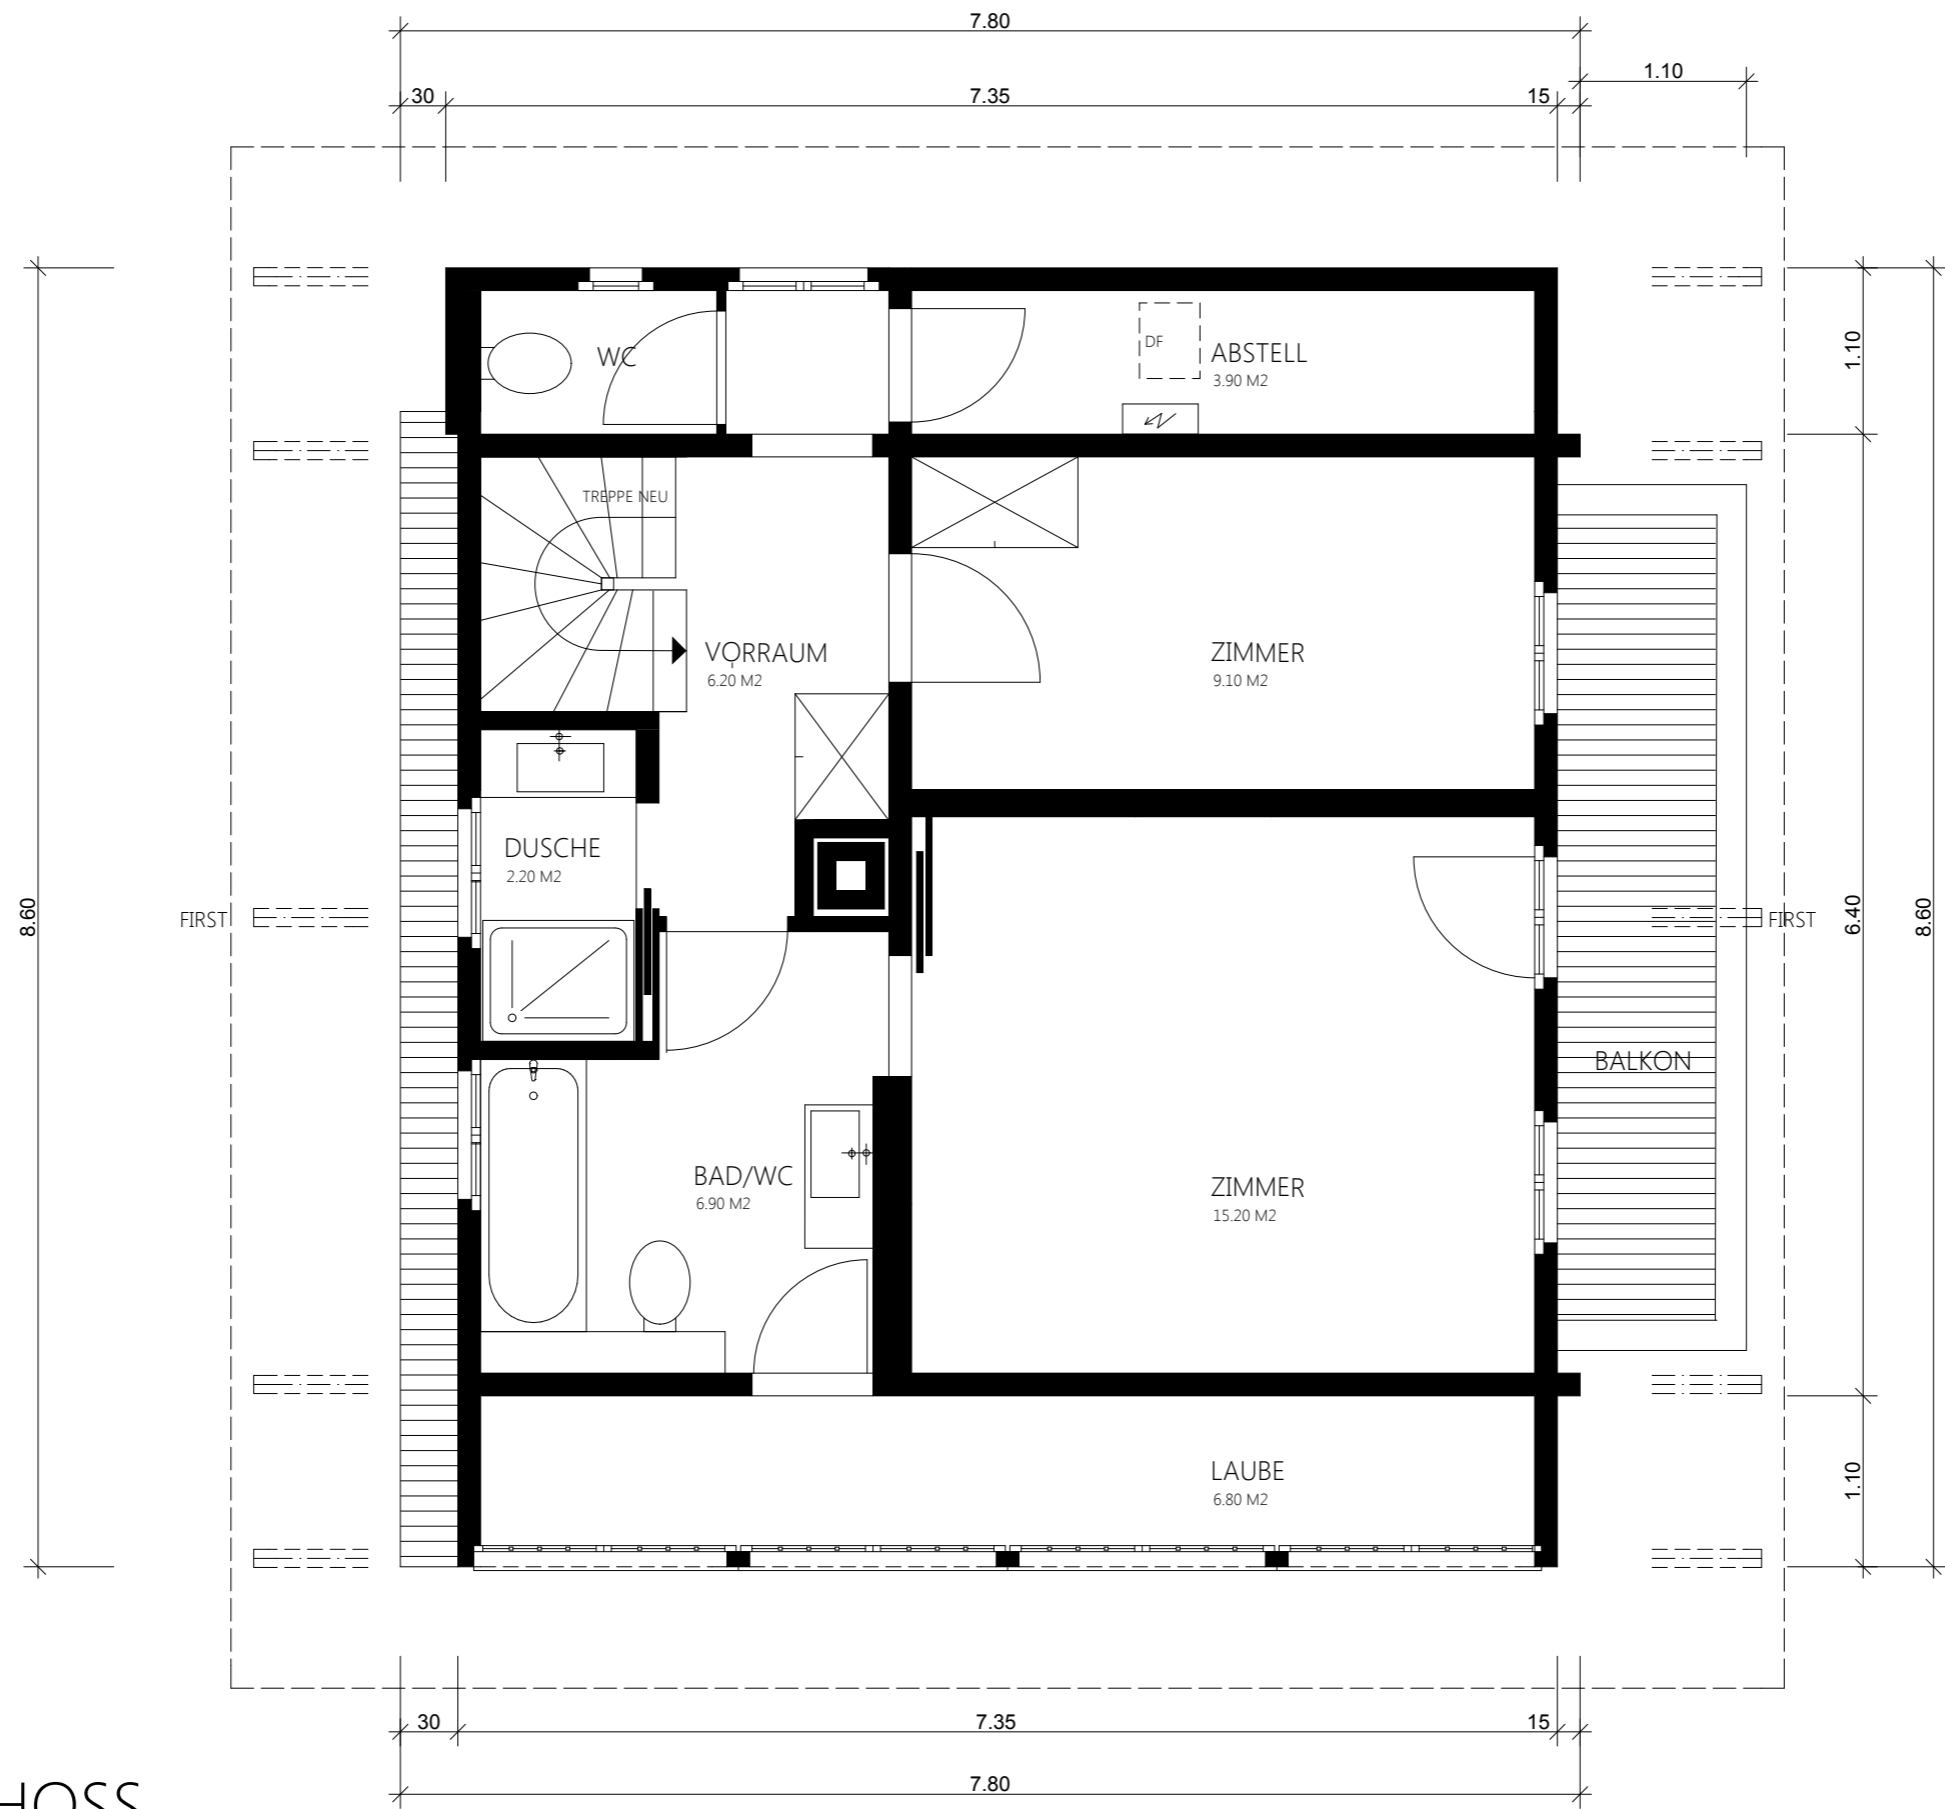 7.80
1.10
30
7.35
15
WC
DF
ABSTELL
3.90 M2
1.10
TREPPE NEU
VORRAUM
6.20 M2
ZIMMER
9.10 M2
DUSCHE
2.20 M2
8.60
FIRST
FIRST
6.40
8.60
BALKON
BAD/WC
6.90 M2
ZIMMER
15.20 M2
LAUBE
6.80 M2
1.10
30
7.35
15
7.80
HOSS